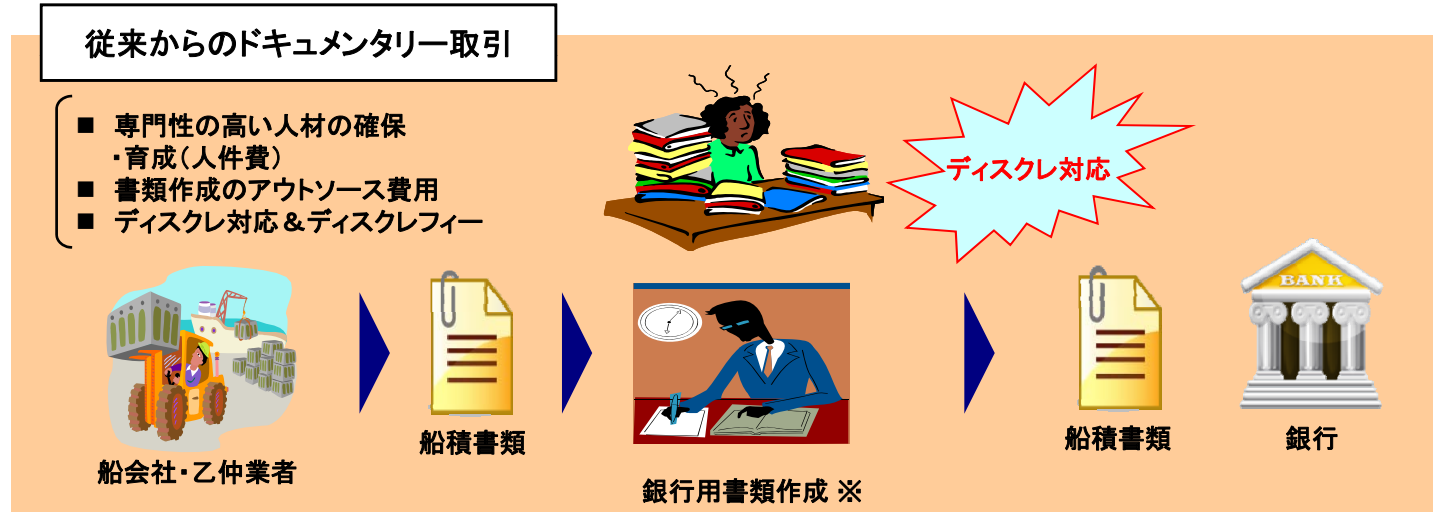 従来からのドキュメンタリー取引
■ 専門性の高い人材の確保
・育成(人件費)
■ 書類作成のアウトソース費用
■ ディスクレ対応&ディスクレフィー
ディスクレ対応
BANK
船会社・乙仲業者
船積書類
銀行用書類作成 ※
船積書類
銀行